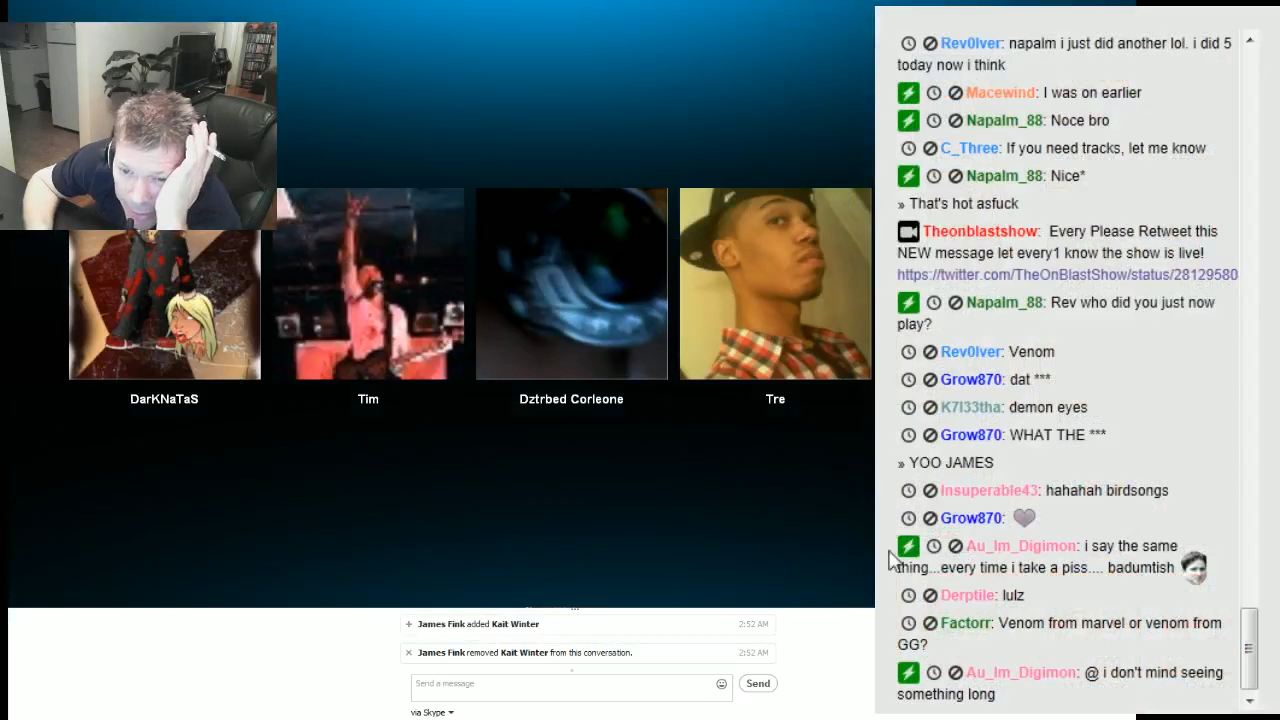 Rev0lver: napalm i just did another lol. i did 5
today now i think
Macewind: I was on earlier
Napalm_88: Noce bro
C_Three: If you need tracks, let me know
Napalm_88: Nice*
» That's hot asfuck
Theonblastshow: Every Please Retweet this
NEW message let every1 know the show is live!
https://twitter.com/TheOnBlastShow/status/28129580
Napalm_88: Rev who did you just now
play?
Rev0lver: Venom
Grow870: dat ***
K7l33tha: demon eyes
Grow870: WHAT THE ***
» YOO JAMES
Insuperable43: hahahah birdsongs
Grow870:
Au_Im_Digimon: i say the same
thing...every time i take a piss.... badumtish
Derptile: lulz
Factorr: Venom from marvel or venom from
GG?
Au_Im_Digimon: @ i don't mind seeing
something long
DarKNaTaS
Tim
Dztrbed Corleone
Tre
James Fink added Kait Winter 2:52 AM
James Fink removed Kait Winter from this conversation. 2:52 AM
Send a message
Send
via Skype